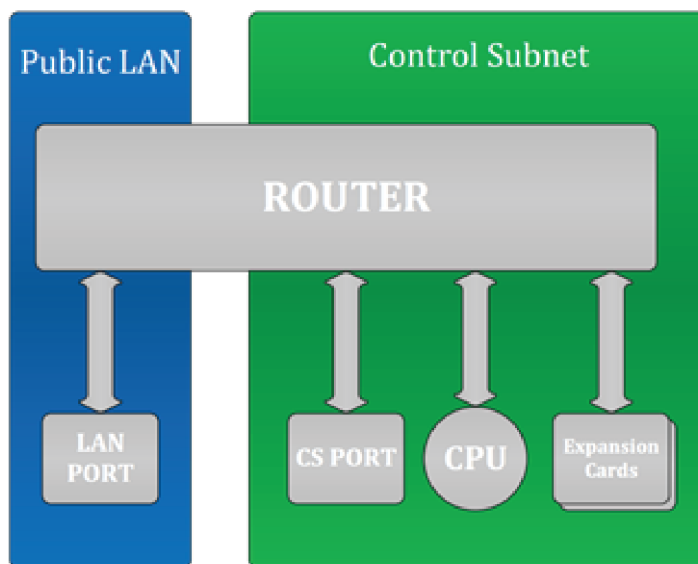 Public LAN
Control Subnet
ROUTER
LAN
PORT
CS PORT
CPU
Expansion
Cards